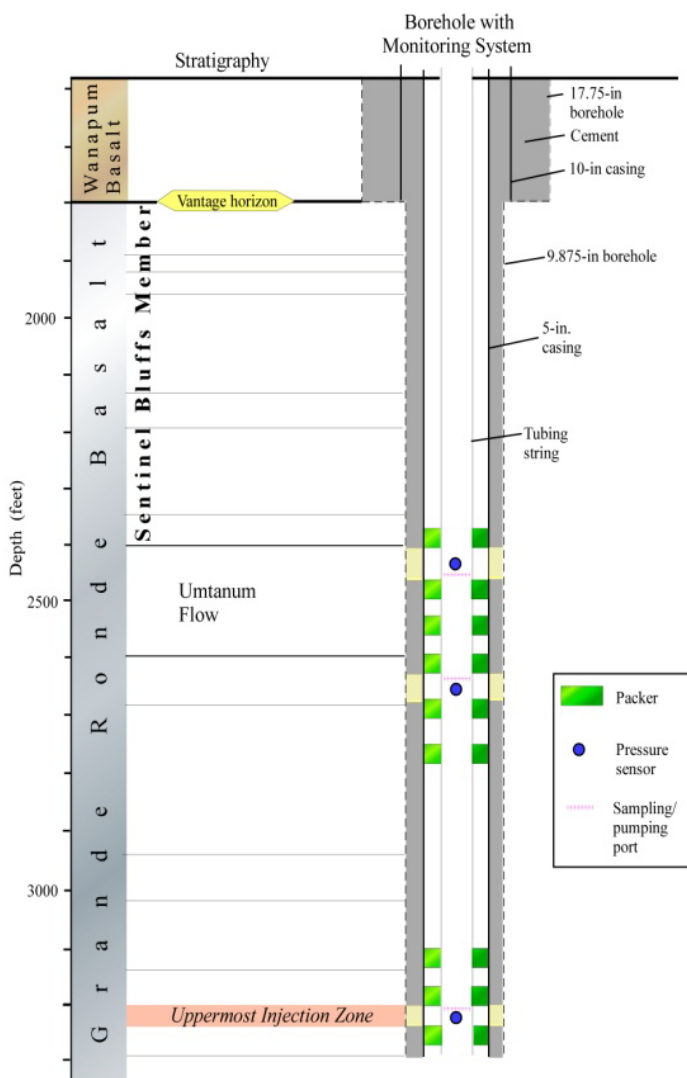 Borehole with
Monitoring System
Stratigraphy
Wanapum
Basalt
17.75-in
borehole
Cement
10-in casing
Vantage horizon
9.875-in borehole
Grande Ronde Basalt
Sentinel Bluffs Member
Depth (feet)
2000
5-in.
casing
Tubing
string
2500
Umtanum
Flow
Packer
Pressure
sensor
Sampling/
pumping
port
3000
Uppermost Injection Zone